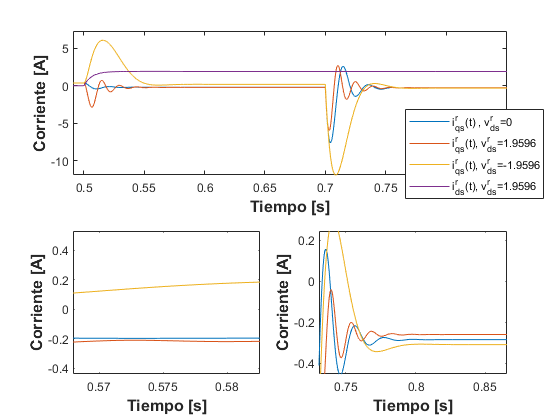 Corriente [A]
5
0
-5
-10
0.5
0.55
0.6
0.65
0.7
0.75
Tiempo [s]
i^r_qs(t) , v^r_ds=0
i^r_qs(t), v^r_ds=1.9596
i^r_qs(t), v^r_ds=-1.9596
i^r_ds(t), v^r_ds=1.9596
Corriente [A]
0.4
0.2
0
-0.2
-0.4
0.57
0.575
0.58
Tiempo [s]
Corriente [A]
0.2
0
-0.2
-0.4
0.75
0.8
0.85
Tiempo [s]